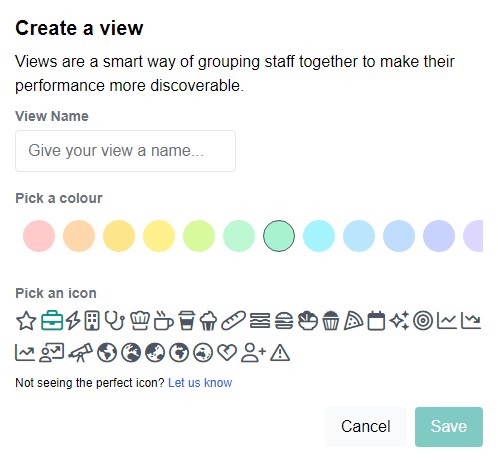 Create a view
Views are a smart way of grouping staff together to make their
performance more discoverable.
View Name
Give your view a name...
Pick a colour
Pick an icon
Not seeing the perfect icon? Let us know
Cancel
Save